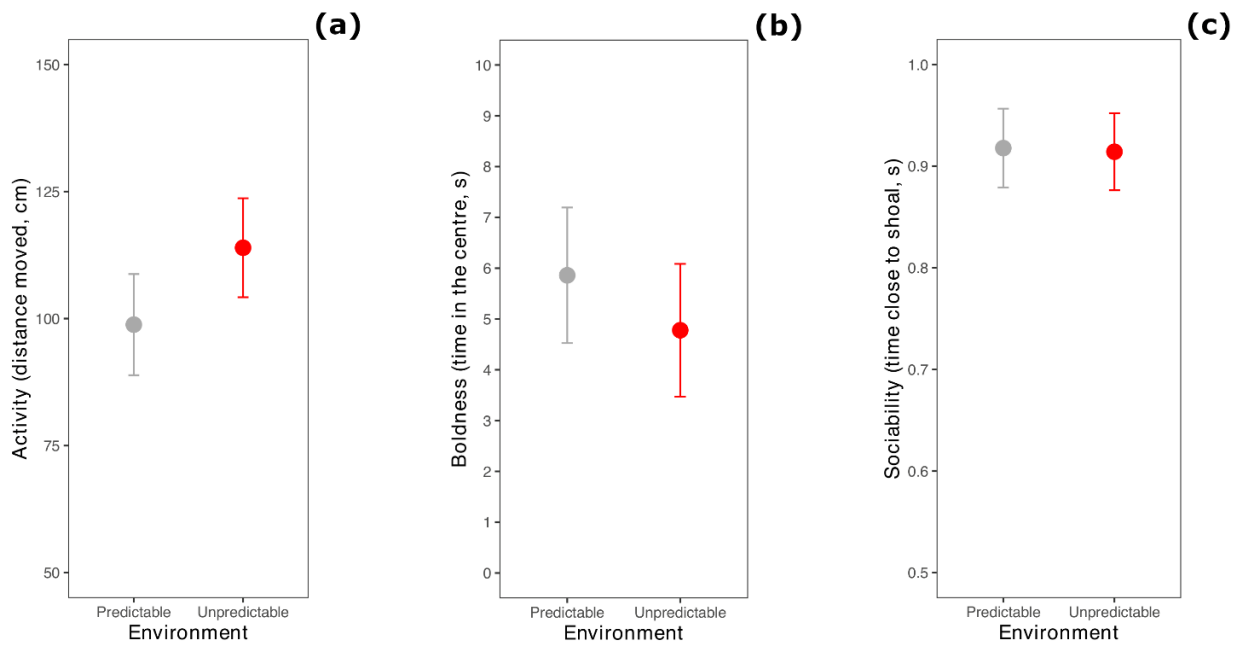 (a)
Activity (distance moved, cm)
150
125
100
75
50
Predictable Unpredictable
Environment
(b)
Boldness (time in the centre, s)
10
9
8
7
6
5
4
3
2
1
0
Predictable Unpredictable
Environment
(c)
Sociability (time close to shoal, s)
1.0
0.9
0.8
0.7
0.6
0.5
Predictable Unpredictable
Environment